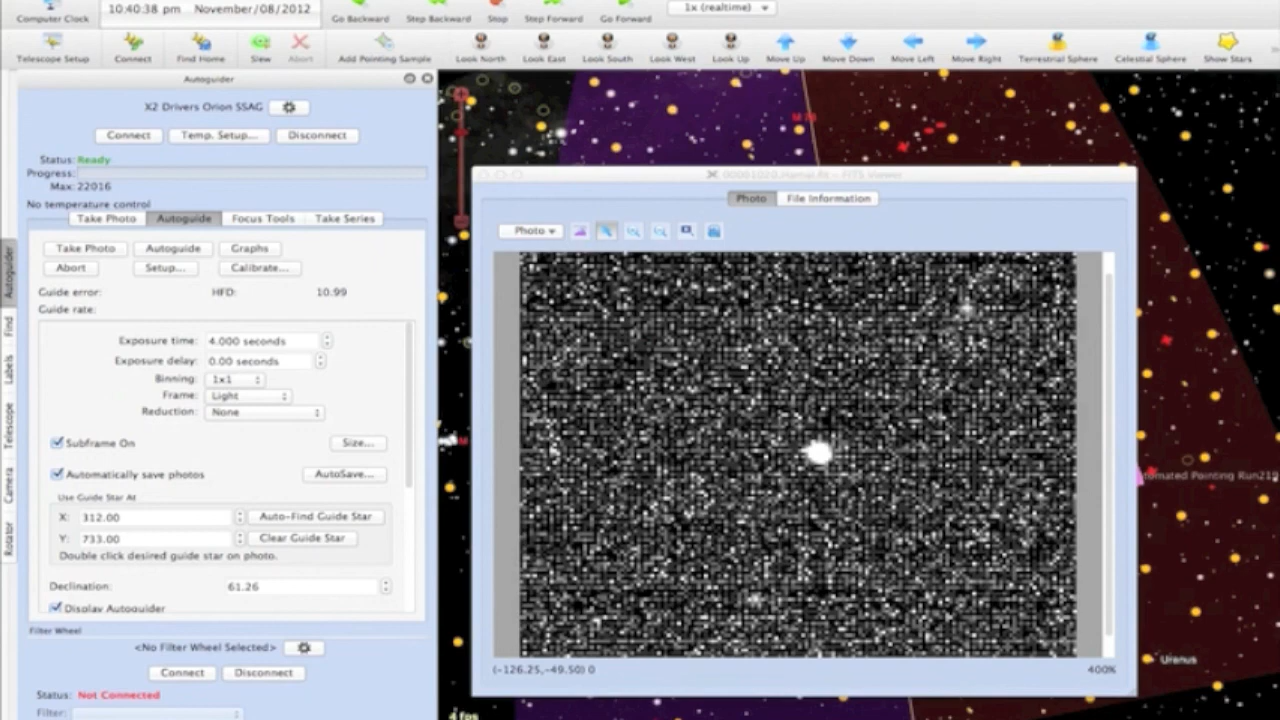 10:40:38 pm November/08/2012
1x (realtime)
Computer Clock Go Backward Step Backward Stop Step Forward Go Forward
Telescope Setup Connect Find Home Slew Abort Add Pointing Sample Look North Look East Look South Look West Look Up Move Up Move Down Move Left Move Right Terrestrial Sphere Celestial Sphere Show Stars
Autoguider
X2 Drivers Orion SSAG
Connect Temp. Setup... Disconnect
Status: Ready
Progress:
Max: 22016
No temperature control
Take Photo Autoguide Focus Tools Take Series
Take Photo Autoguide Graphs
Abort Setup... Calibrate...
Guide error: HFD: 10.99
Guide rate:
Exposure time: 4.000 seconds
Exposure delay: 0.00 seconds
Binning: 1x1
Frame: Light
Reduction: None
Subframe On Size...
Automatically save photos AutoSave...
Use Guide Star At
X: 312.00 Auto-Find Guide Star
Y: 733.00 Clear Guide Star
Double click desired guide star on photo.
Declination: 61.26
Display Autoguider
Filter Wheel
<No Filter Wheel Selected>
Connect Disconnect
Status: Not Connected
Filter:
Autoguider
Find
Labels
Telescope
Camera
Rotator
FITS Viewer
Photo File Information
Photo
(-126.25,-49.50) 0 400%
tomated Pointing Run210
Uranus
4 fps